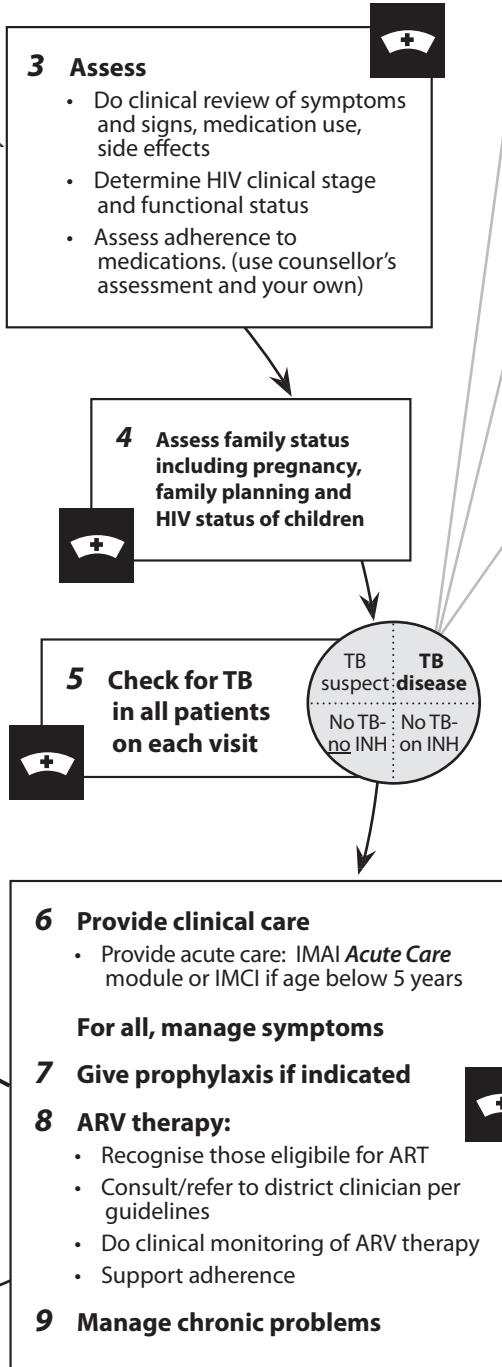 3 Assess
• Do clinical review of symptoms
and signs, medication use,
side effects
• Determine HIV clinical stage
and functional status
• Assess adherence to
medications. (use counsellor's
assessment and your own)
4 Assess family status
including pregnancy,
family planning and
HIV status of children
5 Check for TB
in all patients
on each visit
TB
suspect
TB
disease
No TB-
no INH
No TB-
on INH
6 Provide clinical care
• Provide acute care: IMAI Acute Care
module or IMCI if age below 5 years
For all, manage symptoms
7 Give prophylaxis if indicated
8 ARV therapy:
• Recognise those eligibile for ART
• Consult/refer to district clinician per
guidelines
• Do clinical monitoring of ARV therapy
• Support adherence
9 Manage chronic problems